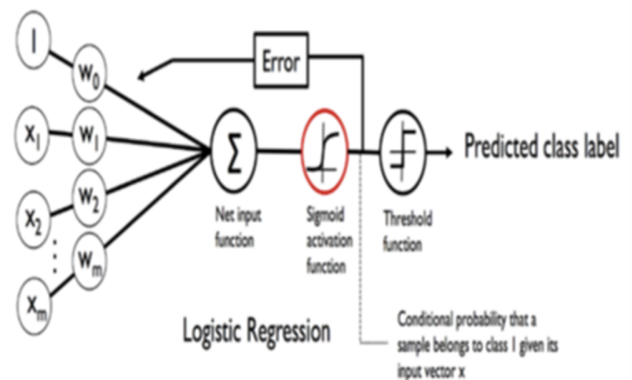 1
w0
Error
x1
w1
Σ
Predicted class label
x2
w2
Net input
function
Sigmoid
activation
function
Threshold
function
⋮
xm
wm
Logistic Regression
Conditional probability that a
sample belongs to class 1 given its
input vector x